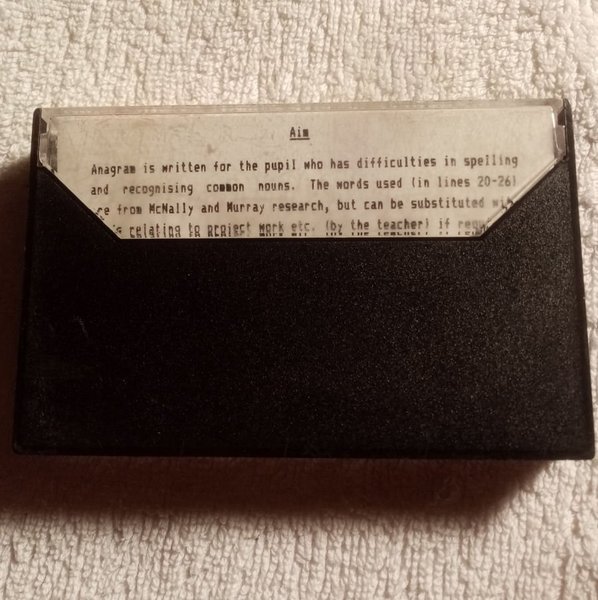 Aim
Anagram is written for the pupil who has difficulties in spelling
and recognising common nouns. The words used (in lines 20-26)
are from McNally and Murray research, but can be substituted
relating to project work etc. (by the teacher) if